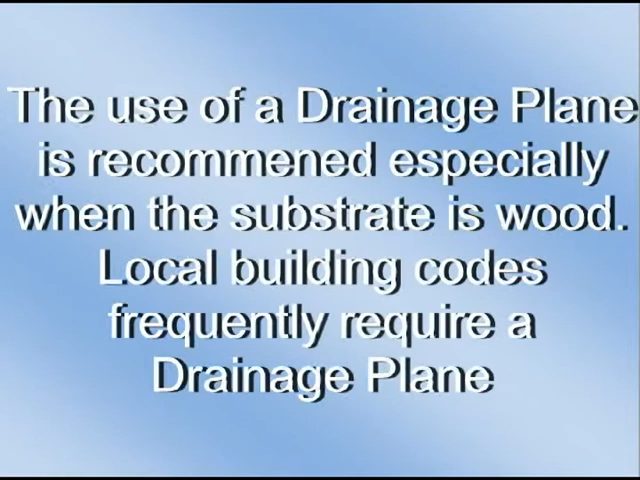 The use of a Drainage Plane
is recommened especially
when the substrate is wood.
Local building codes
frequently require a
Drainage Plane